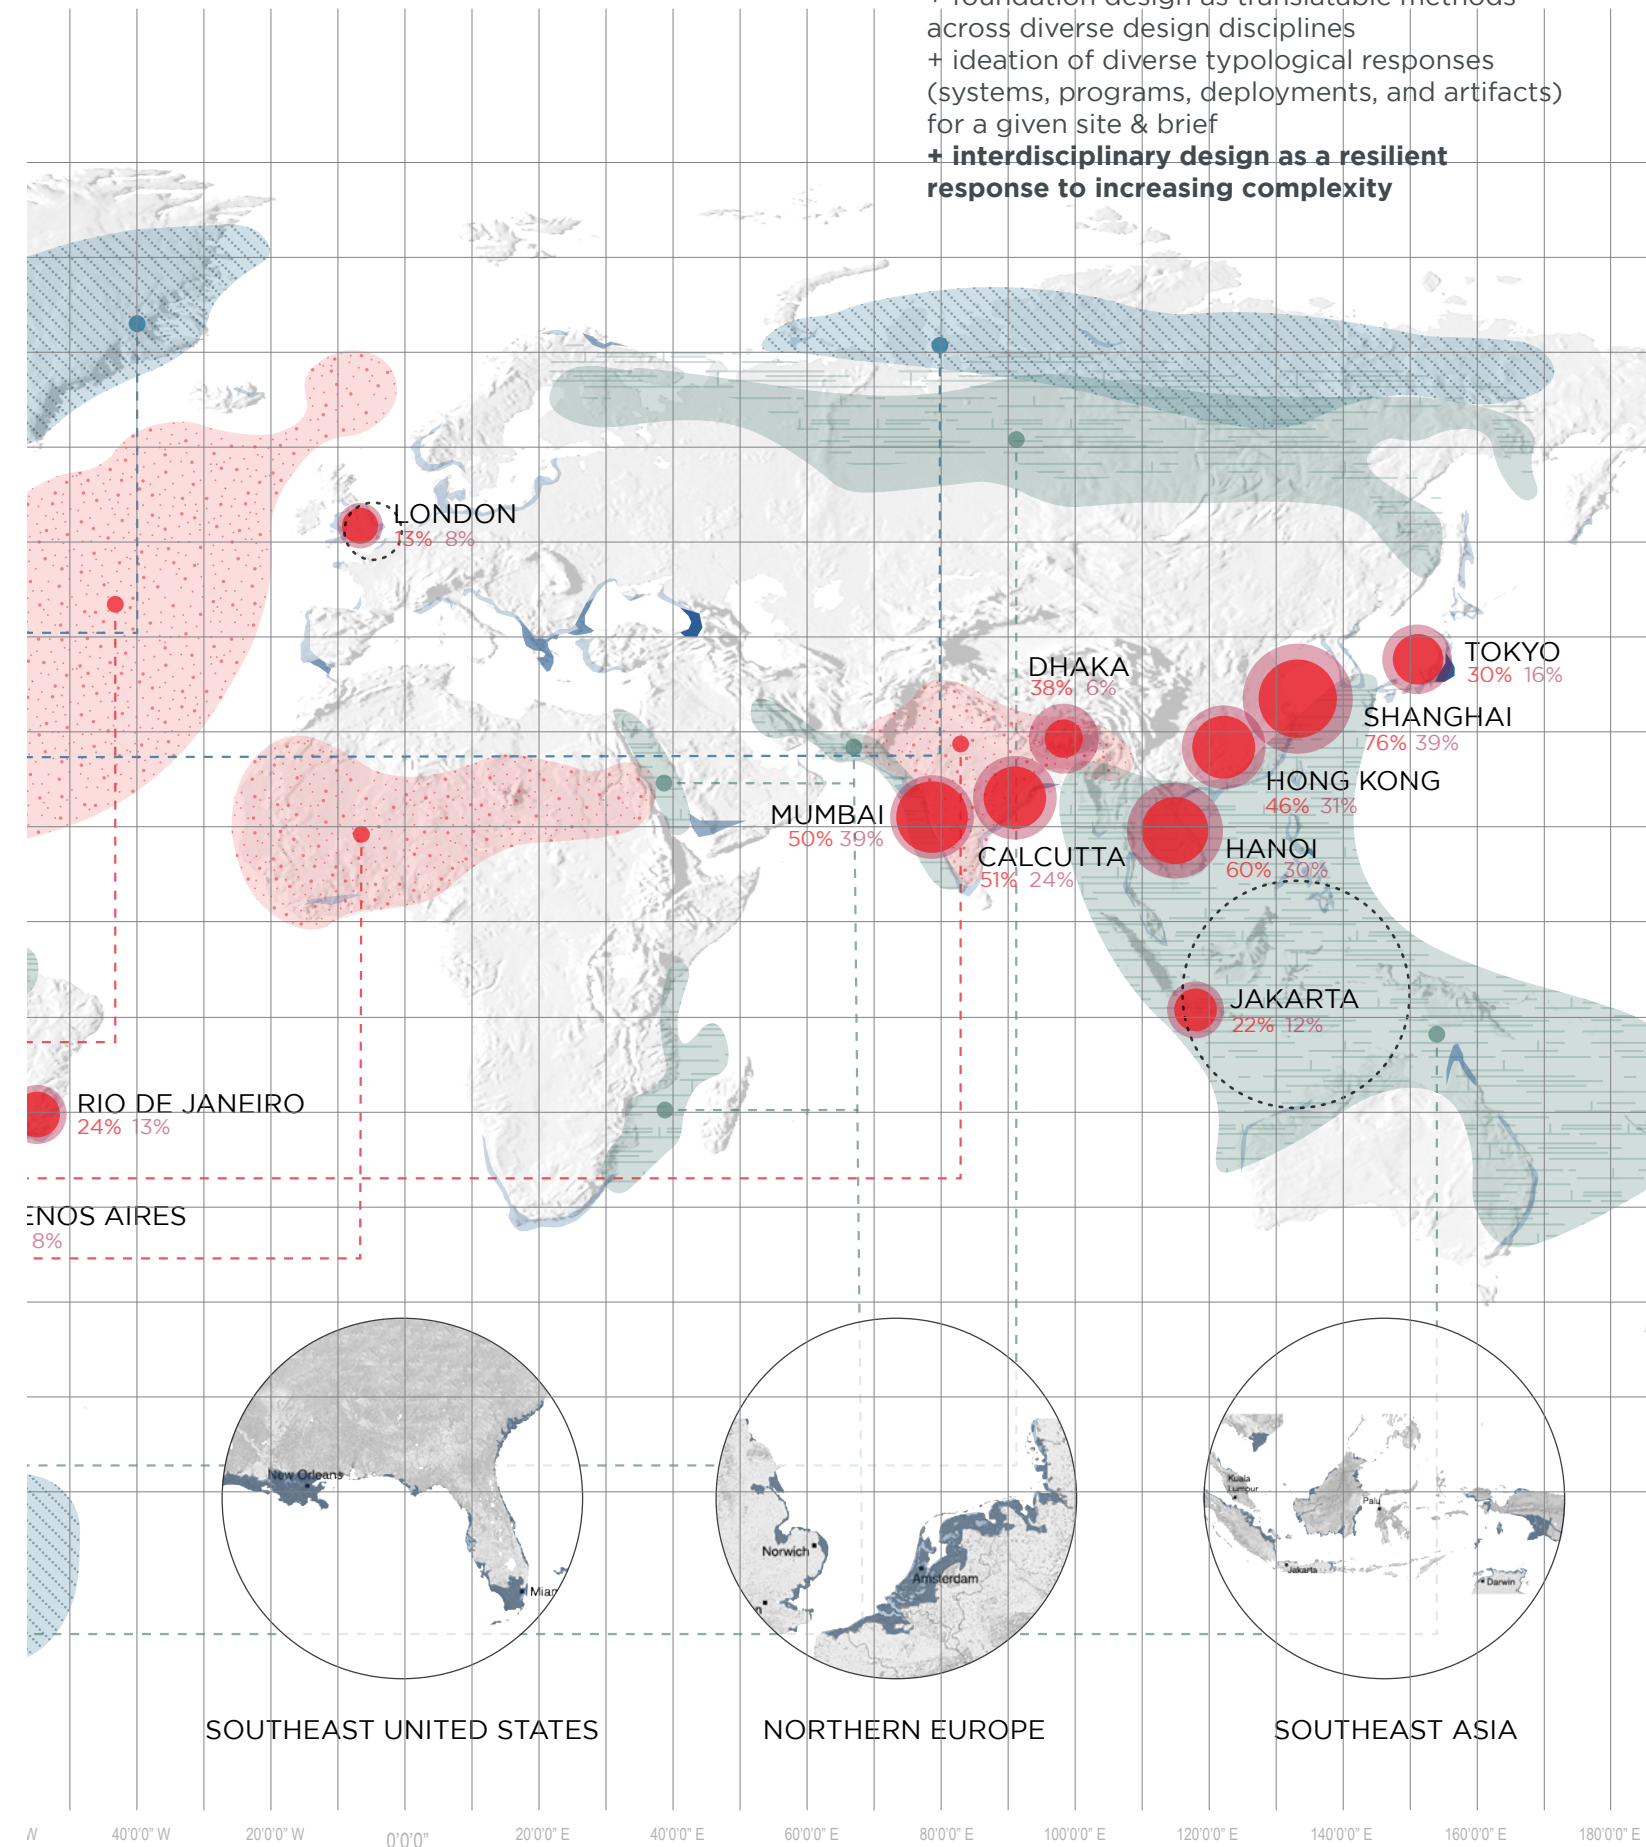 + foundation design as translatable methods
across diverse design disciplines
+ ideation of diverse typological responses
(systems, programs, deployments, and artifacts)
for a given site & brief
+ interdisciplinary design as a resilient
response to increasing complexity
LONDON
13% 8%
DHAKA
38% 6%
TOKYO
30% 16%
SHANGHAI
76% 39%
HONG KONG
46% 31%
MUMBAI
50% 39%
HANOI
60% 30%
CALCUTTA
51% 24%
JAKARTA
22% 12%
RIO DE JANEIRO
24% 13%
ENOS AIRES
8%
New Orleans
Miar
Norwich
Amsterdam
n
Kuala
Lumpur
Palu
Jakarta
Darwin
SOUTHEAST UNITED STATES
NORTHERN EUROPE
SOUTHEAST ASIA
W 40'0'0" W 20'0'0" W 0'0'0" 20'0'0" E 40'0'0" E 60'0'0" E 80'0'0" E 100'0'0" E 120'0'0" E 140'0'0" E 160'0'0" E 180'0'0" E